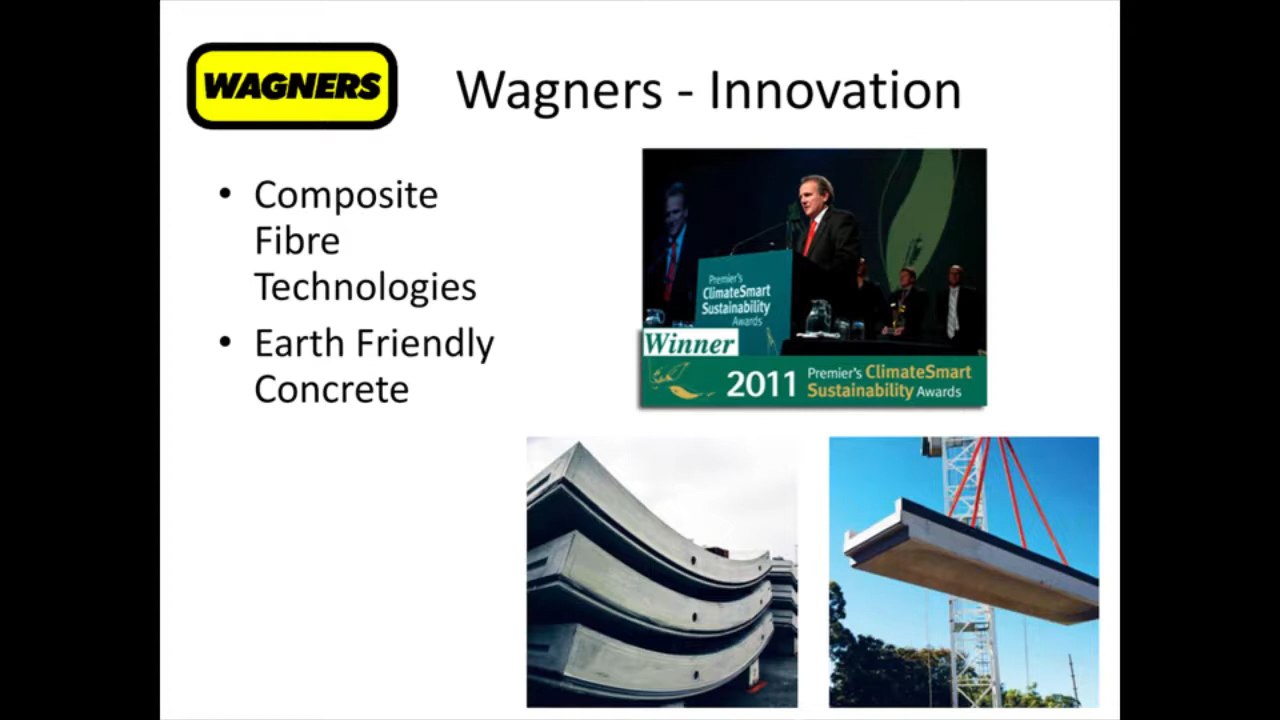 WAGNERS
Wagners - Innovation
• Composite
Fibre
Technologies
• Earth Friendly
Concrete
Premier's
ClimateSmart
Sustainability
Awards
Winner
2011 Premier's ClimateSmart
Sustainability Awards